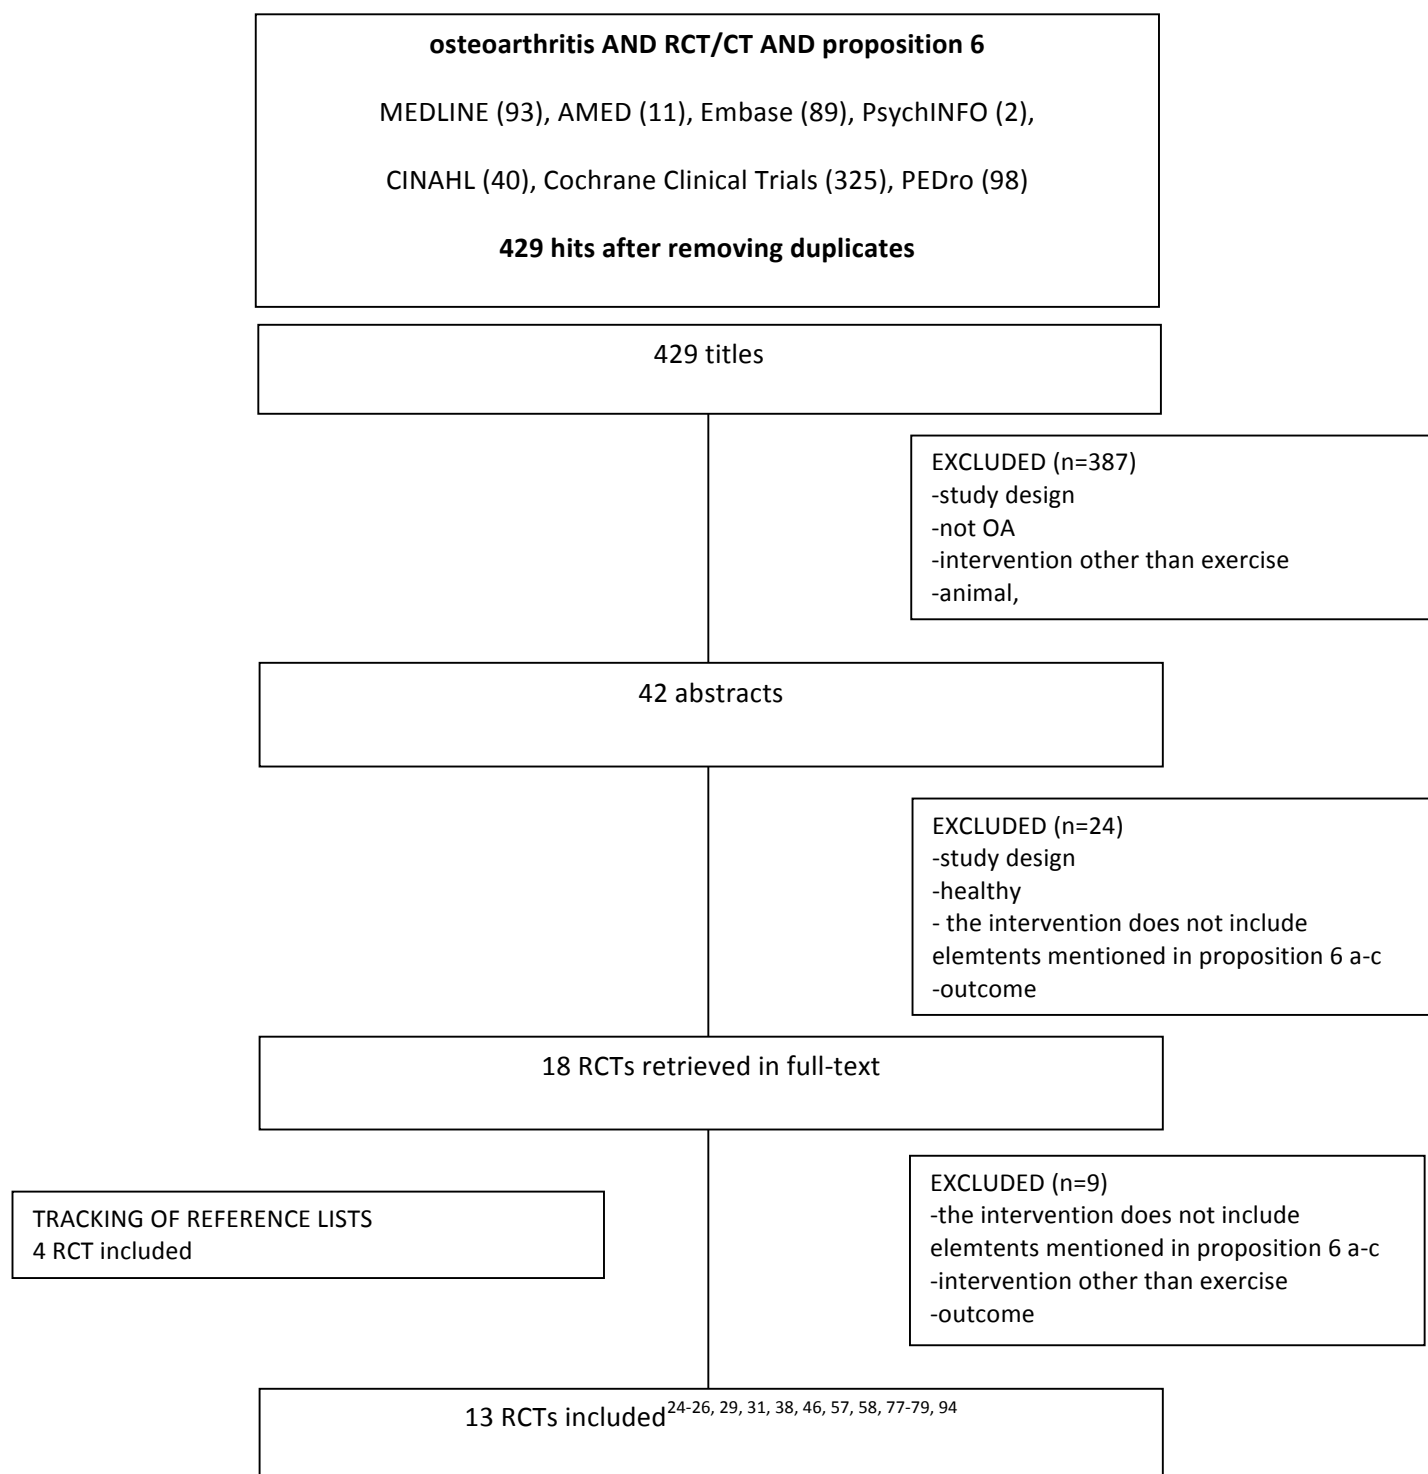 osteoarthritis AND RCT/CT AND proposition 6
MEDLINE (93), AMED (11), Embase (89), PsychINFO (2),
CINAHL (40), Cochrane Clinical Trials (325), PEDro (98)
429 hits after removing duplicates
429 titles
EXCLUDED (n=387)
-study design
-not OA
-intervention other than exercise
-animal,
42 abstracts
EXCLUDED (n=24)
-study design
-healthy
- the intervention does not include
elemtents mentioned in proposition 6 a-c
-outcome
18 RCTs retrieved in full-text
TRACKING OF REFERENCE LISTS
4 RCT included
EXCLUDED (n=9)
-the intervention does not include
elemtents mentioned in proposition 6 a-c
-intervention other than exercise
-outcome
13 RCTs included24-26, 29, 31, 38, 46, 57, 58, 77-79, 94